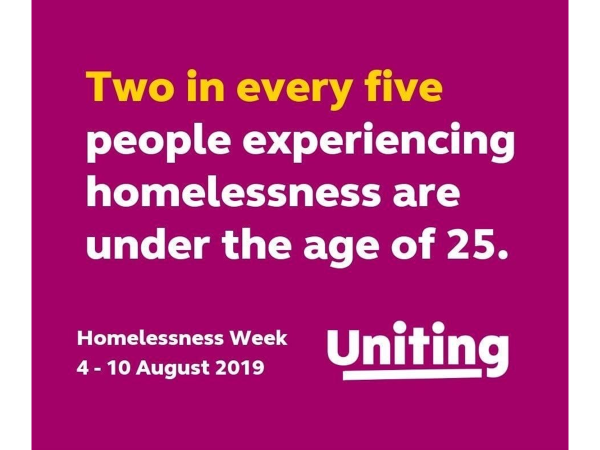 Two in every five
people experiencing
homelessness are
under the age of 25.
Homelessness Week
4 - 10 August 2019
Uniting